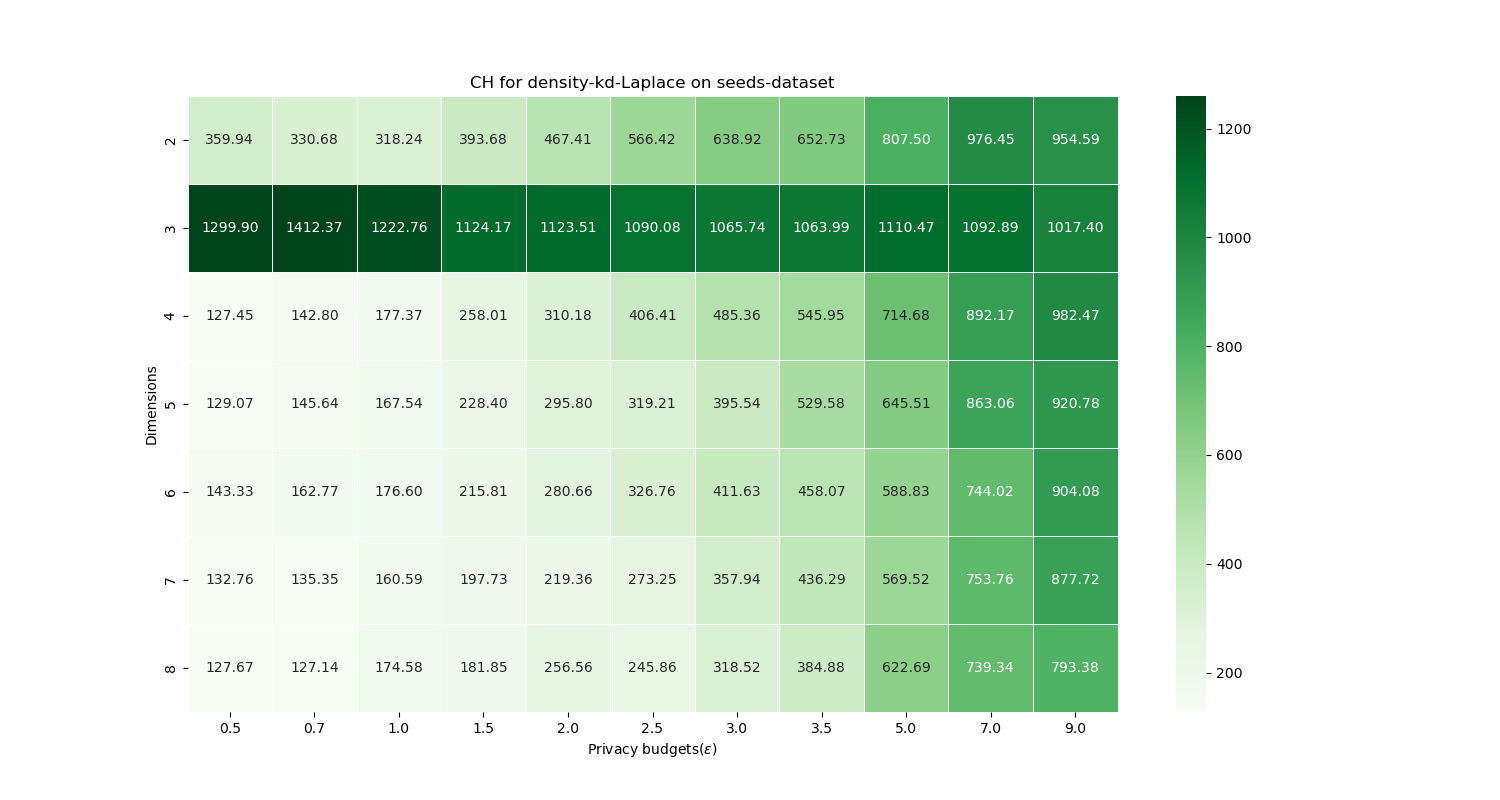 CH for density-kd-Laplace on seeds-dataset
2 359.94 330.68 318.24 393.68 467.41 566.42 638.92 652.73 807.50 976.45 954.59
3 1299.90 1412.37 1222.76 1124.17 1123.51 1090.08 1065.74 1063.99 1110.47 1092.89 1017.40
4 127.45 142.80 177.37 258.01 310.18 406.41 485.36 545.95 714.68 892.17 982.47
5 129.07 145.64 167.54 228.40 295.80 319.21 395.54 529.58 645.51 863.06 920.78
6 143.33 162.77 176.60 215.81 280.66 326.76 411.63 458.07 588.83 744.02 904.08
7 132.76 135.35 160.59 197.73 219.36 273.25 357.94 436.29 569.52 753.76 877.72
8 127.67 127.14 174.58 181.85 256.56 245.86 318.52 384.88 622.69 739.34 793.38
0.5 0.7 1.0 1.5 2.0 2.5 3.0 3.5 5.0 7.0 9.0
Privacy budgets(ε)
Dimensions
1200
1000
800
600
400
200